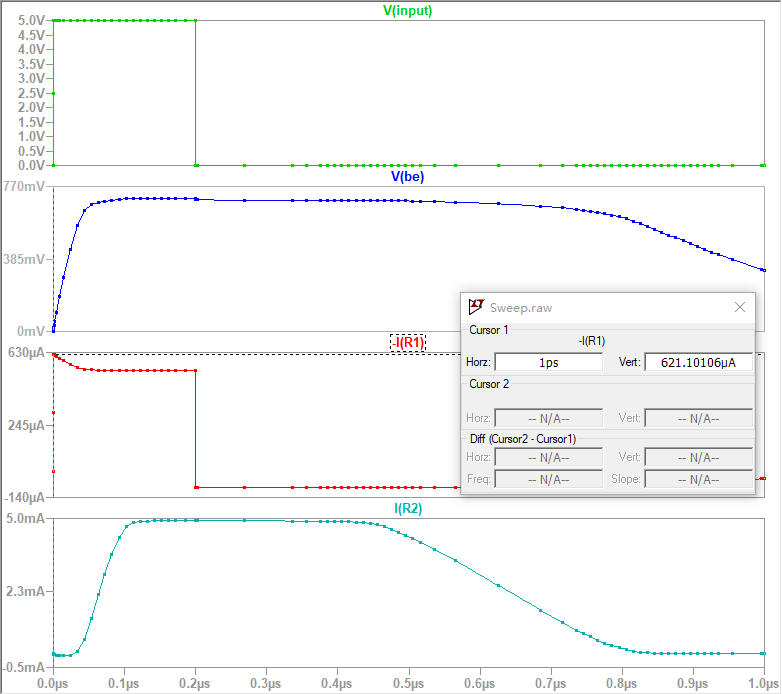 V(input)
5.0V
4.5V
4.0V
3.5V
3.0V
2.5V
2.0V
1.5V
1.0V
0.5V
0.0V
V(be)
770mV
385mV
0mV
-I(R1)
630µA
245µA
-140µA
Sweep.raw
Cursor 1
-I(R1)
Horz: 1ps Vert: 621.10106µA
Cursor 2
Horz: -- N/A-- Vert: -- N/A--
Diff (Cursor2 - Cursor1)
Horz: -- N/A-- Vert: -- N/A--
Freq: -- N/A-- Slope: -- N/A--
I(R2)
5.0mA
2.3mA
-0.5mA
0.0µs 0.1µs 0.2µs 0.3µs 0.4µs 0.5µs 0.6µs 0.7µs 0.8µs 0.9µs 1.0µs